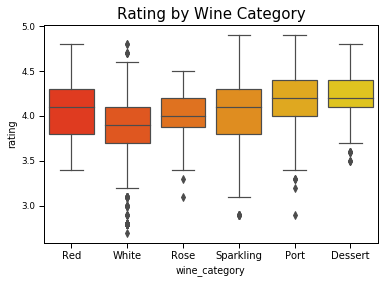 Rating by Wine Category
5.0
4.5
4.0
3.5
3.0
rating
Red White Rose Sparkling Port Dessert
wine_category